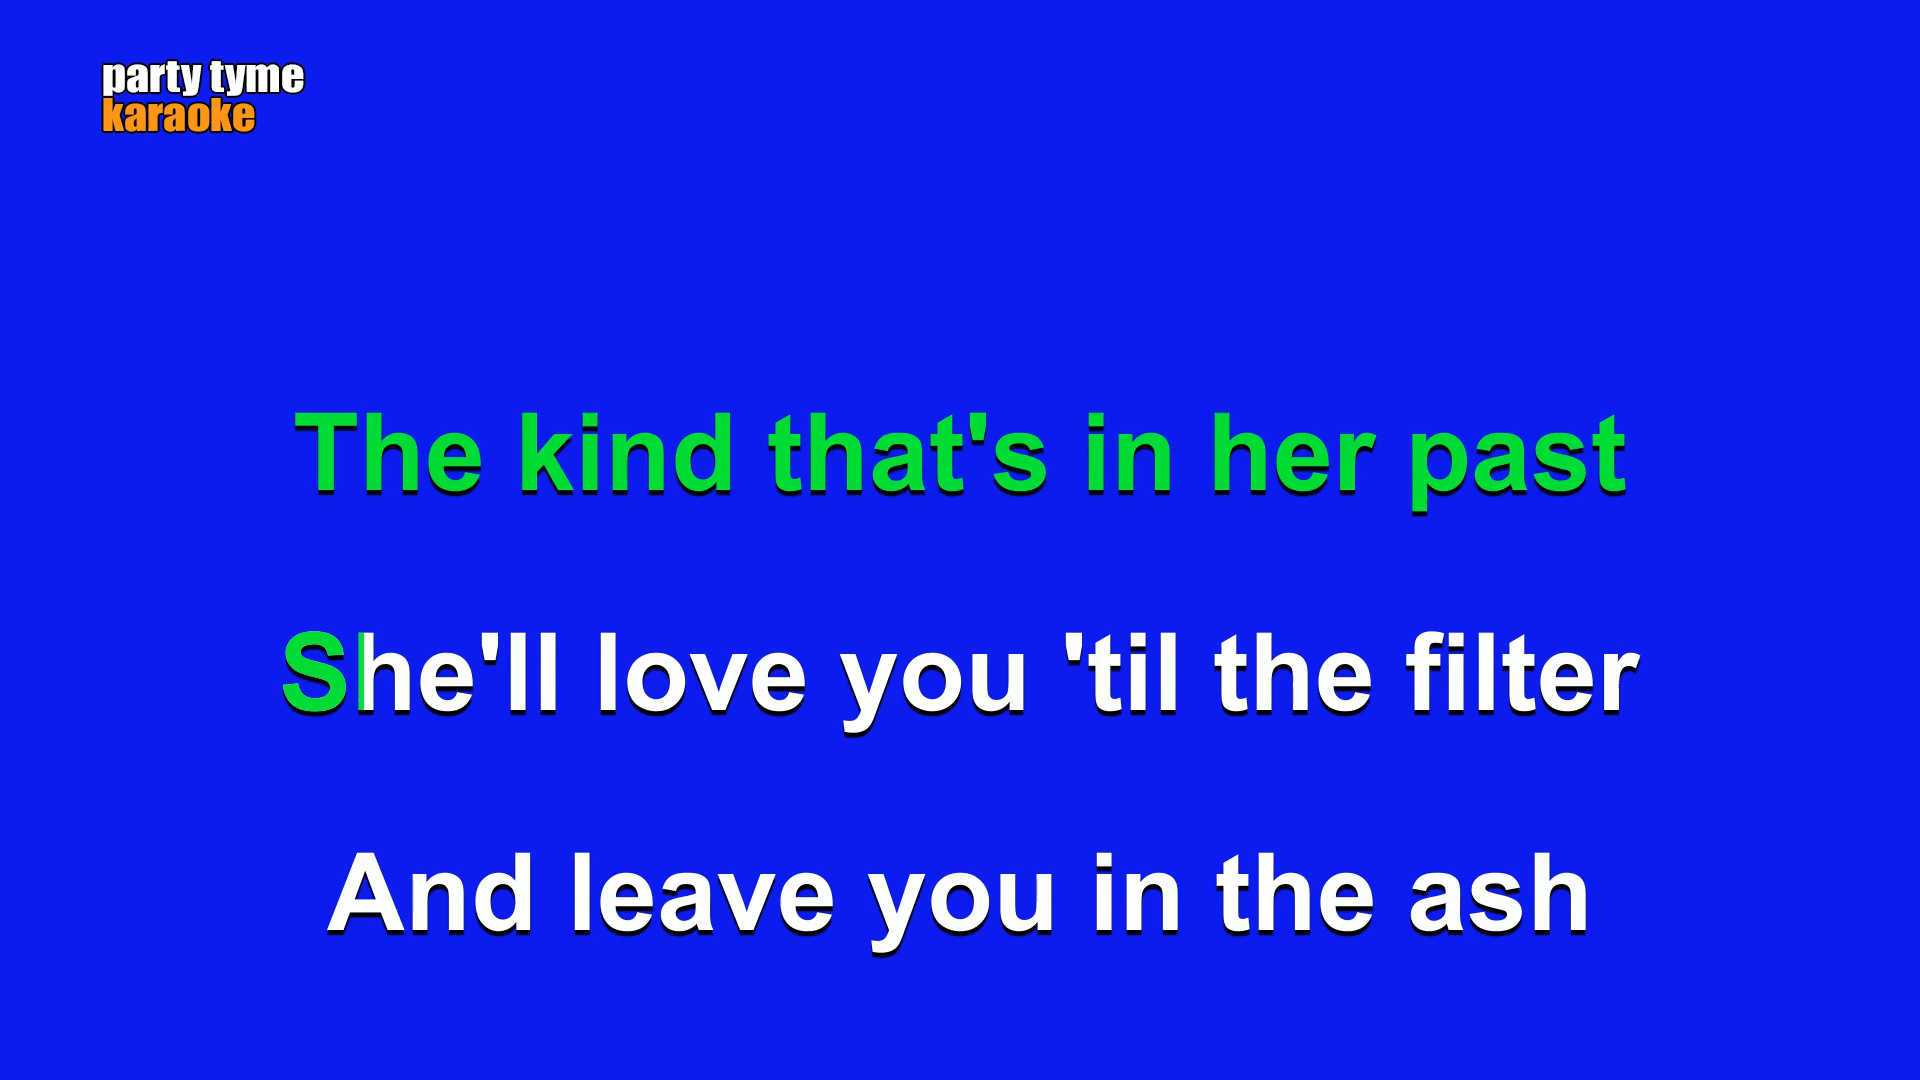 party tyme
karaoke
The kind that's in her past
She'll love you 'til the filter
And leave you in the ash